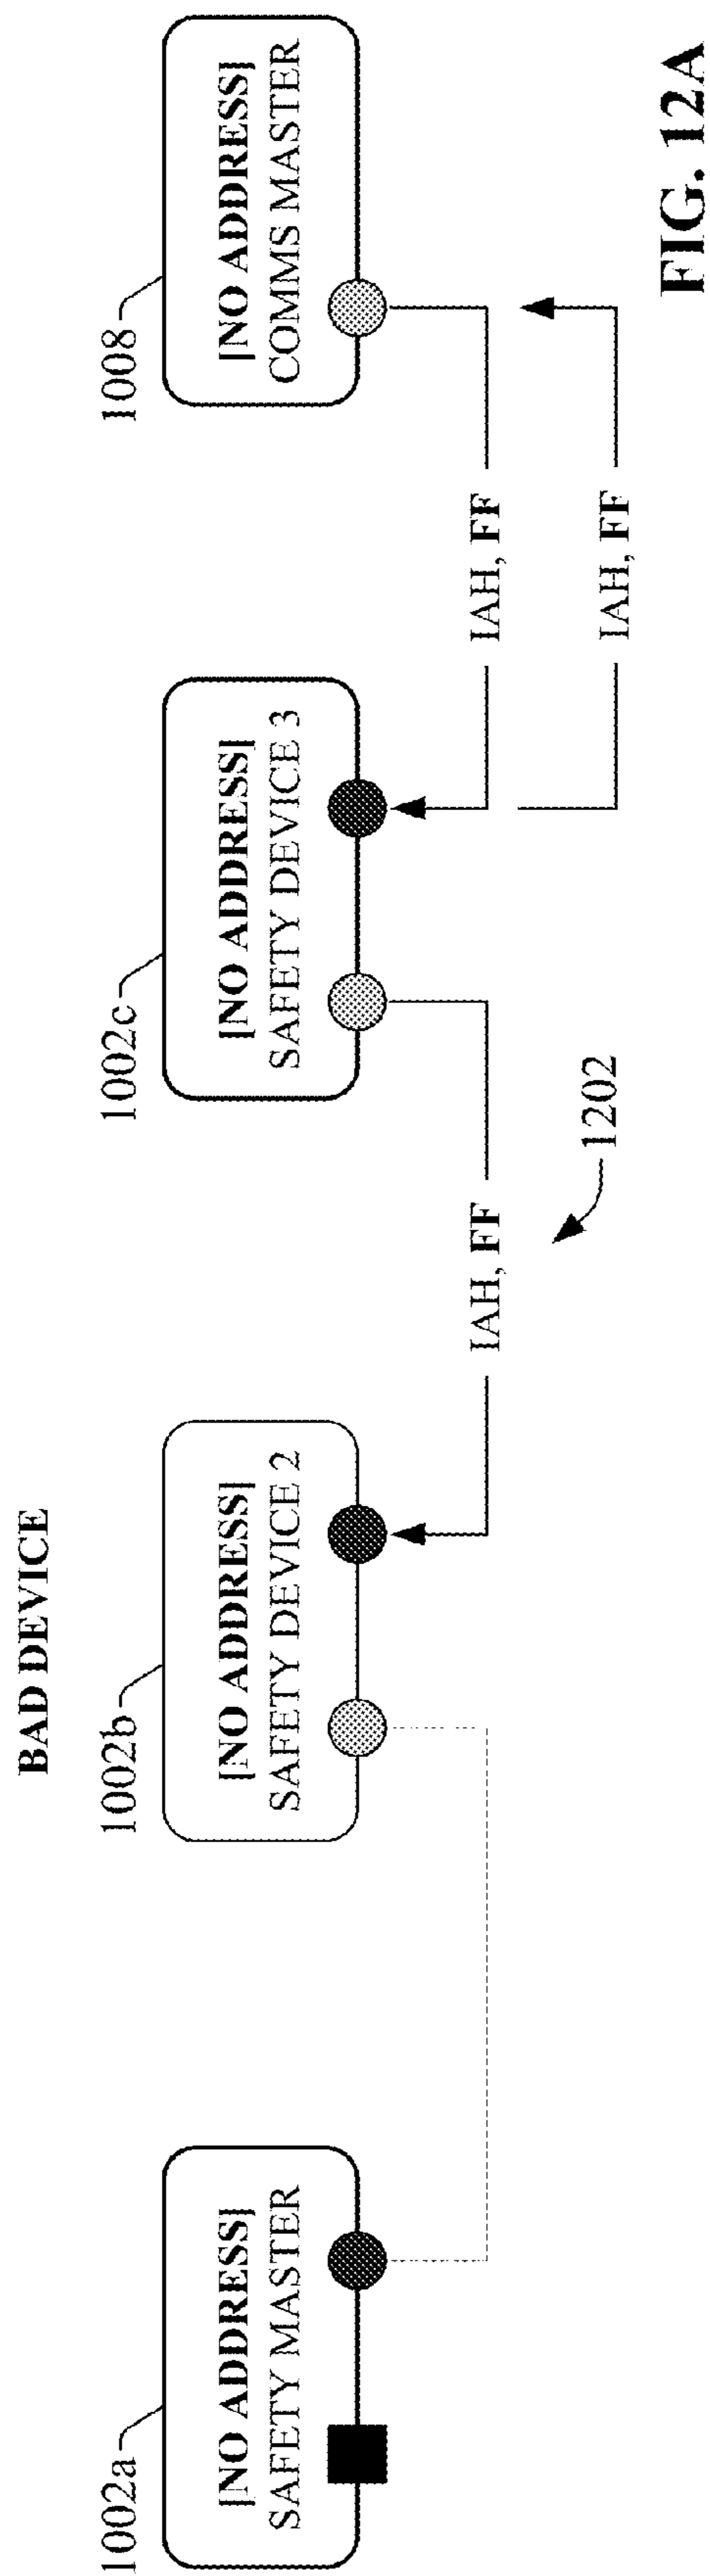 BAD DEVICE
1002a
[NO ADDRESS]
SAFETY MASTER
1002b
[NO ADDRESS]
SAFETY DEVICE 2
1002c
[NO ADDRESS]
SAFETY DEVICE 3
1008
[NO ADDRESS]
COMMS MASTER
IAH, FF
IAH, FF
IAH, FF
1202
FIG. 12A